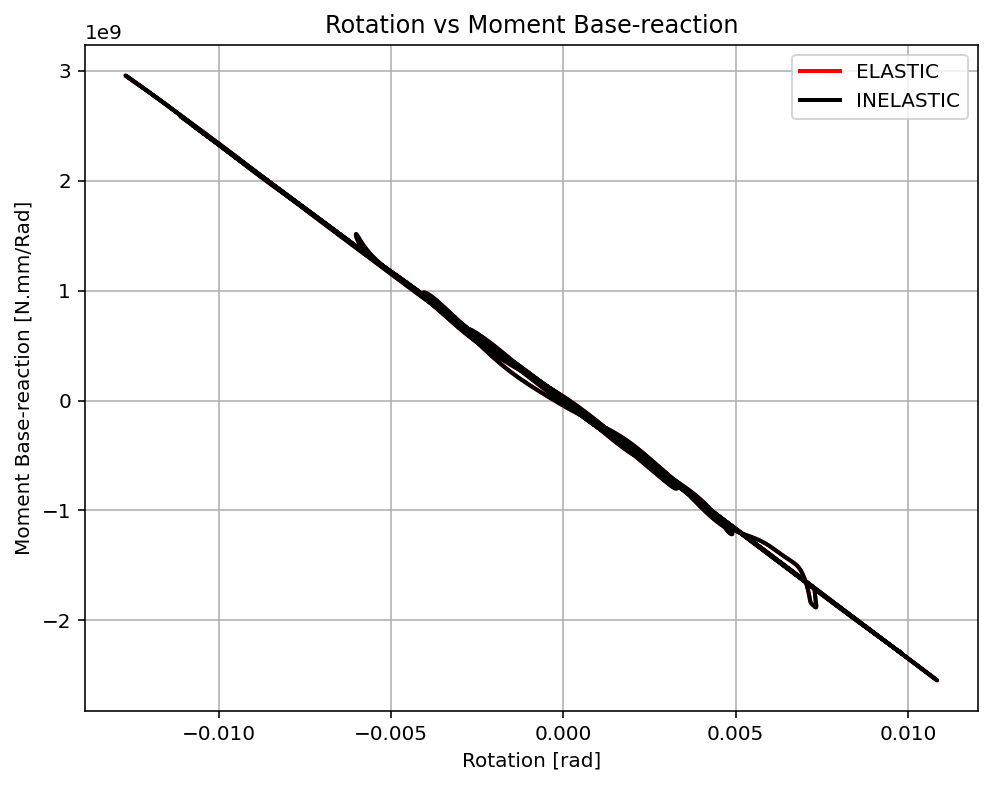 Rotation vs Moment Base-reaction
1e9
ELASTIC
INELASTIC
3
2
1
0
−1
−2
Moment Base-reaction [N.mm/Rad]
−0.010
−0.005
0.000
0.005
0.010
Rotation [rad]